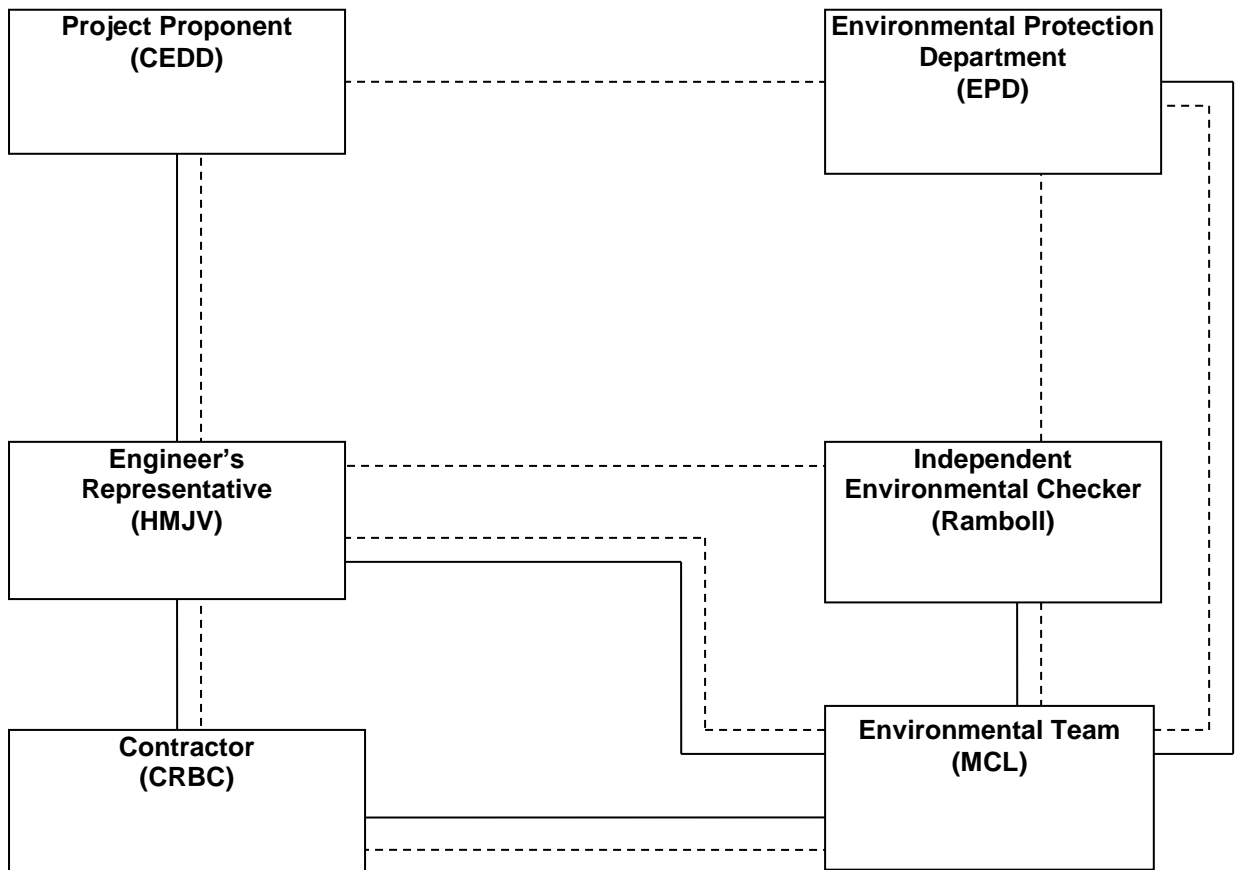 Project Proponent
(CEDD)
Environmental Protection
Department
(EPD)
Engineer's
Representative
(HMJV)
Independent
Environmental Checker
(Ramboll)
Contractor
(CRBC)
Environmental Team
(MCL)